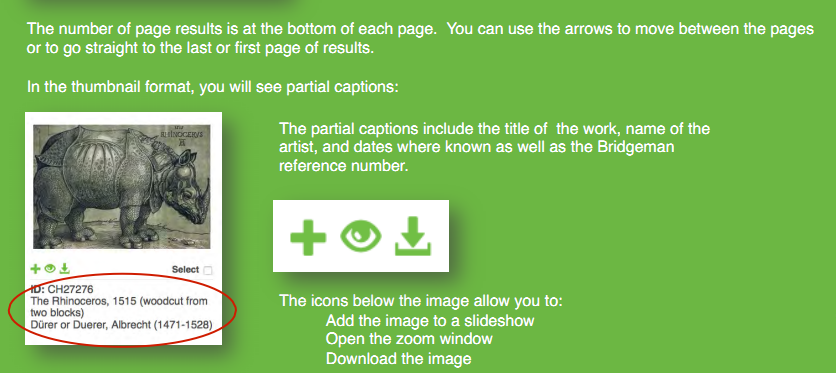 The number of page results is at the bottom of each page.  You can use the arrows to move between the pages
or to go straight to the last or first page of results.
In the thumbnail format, you will see partial captions:
RHINOCERVS
The partial captions include the title of  the work, name of the
artist, and dates where known as well as the Bridgeman
reference number.
Select
ID: CH27276
The Rhinoceros, 1515 (woodcut from
two blocks)
Dürer or Duerer, Albrecht (1471-1528)
The icons below the image allow you to:
Add the image to a slideshow
Open the zoom window
Download the image